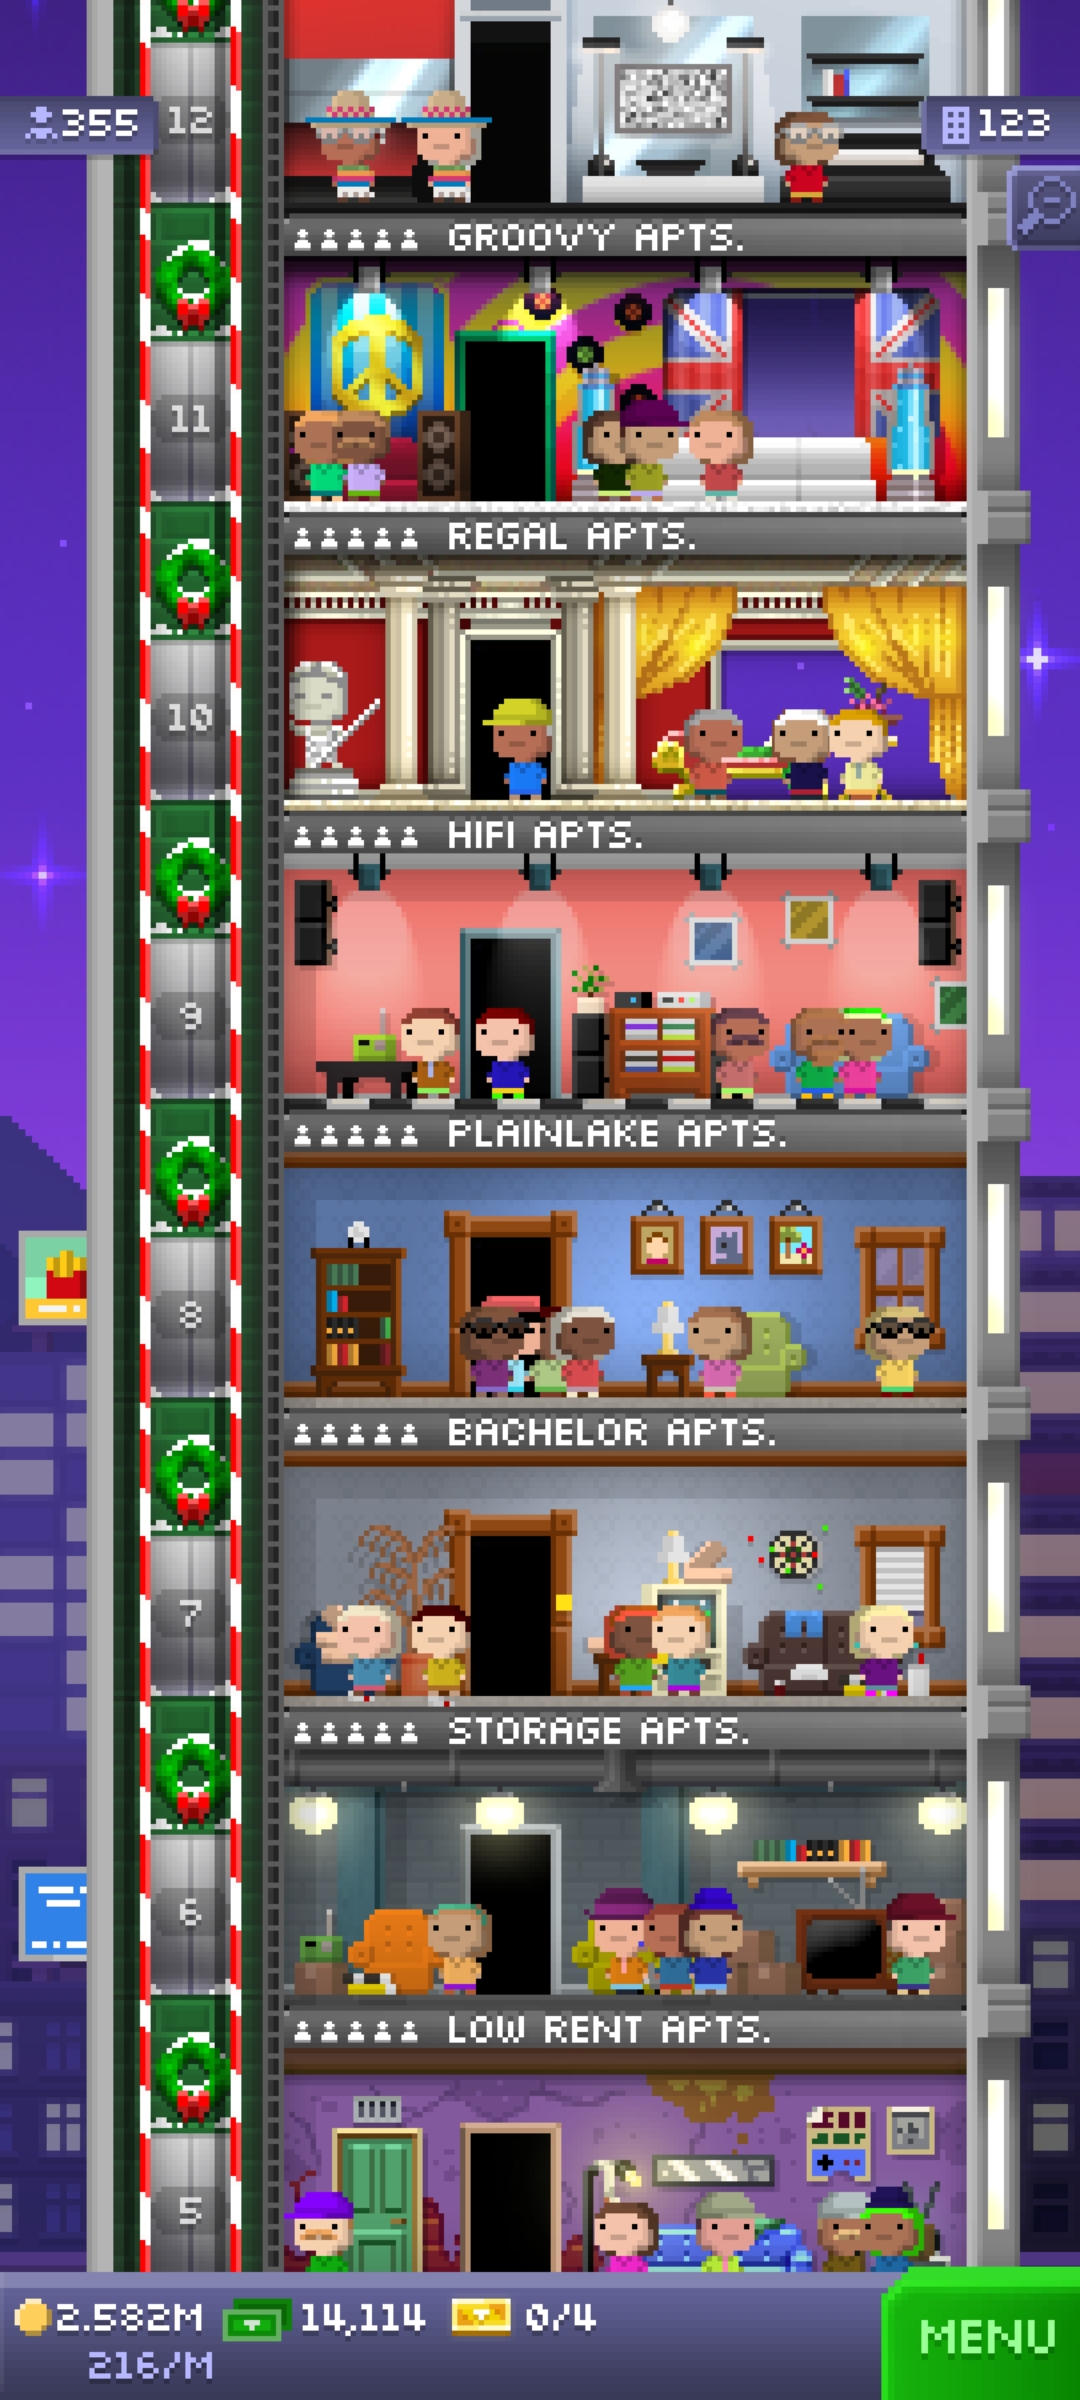 12
355
123
GROOVY APTS.
11
REGAL APTS.
10
HIFI APTS.
9
PLAINLAKE APTS.
8
BACHELOR APTS.
7
STORAGE APTS.
6
LOW RENT APTS.
5
2.582M 14,114 0/4
216/M
MENU